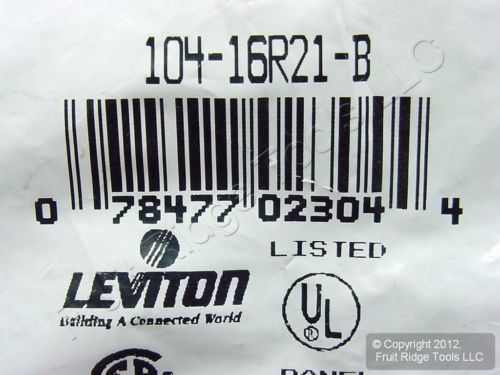 104-16R21-B
0 78477 02304 4
LISTED
LEVITON
Building A Connected World
UL
© Copyright 2012,
Fruit Ridge Tools LLC